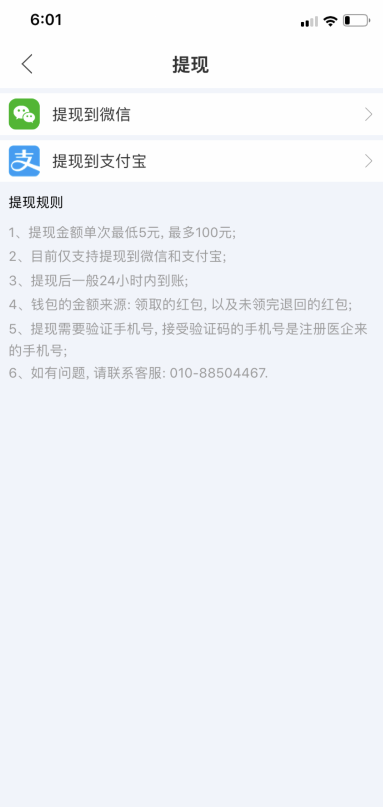 6:01
提现
提现到微信
支 提现到支付宝
提现规则
1、提现金额单次最低5元, 最多100元;
2、目前仅支持提现到微信和支付宝;
3、提现后一般24小时内到账;
4、钱包的金额来源: 领取的红包, 以及未领完退回的红包;
5、提现需要验证手机号, 接受验证码的手机号是注册医企来
的手机号;
6、如有问题, 请联系客服: 010-88504467.